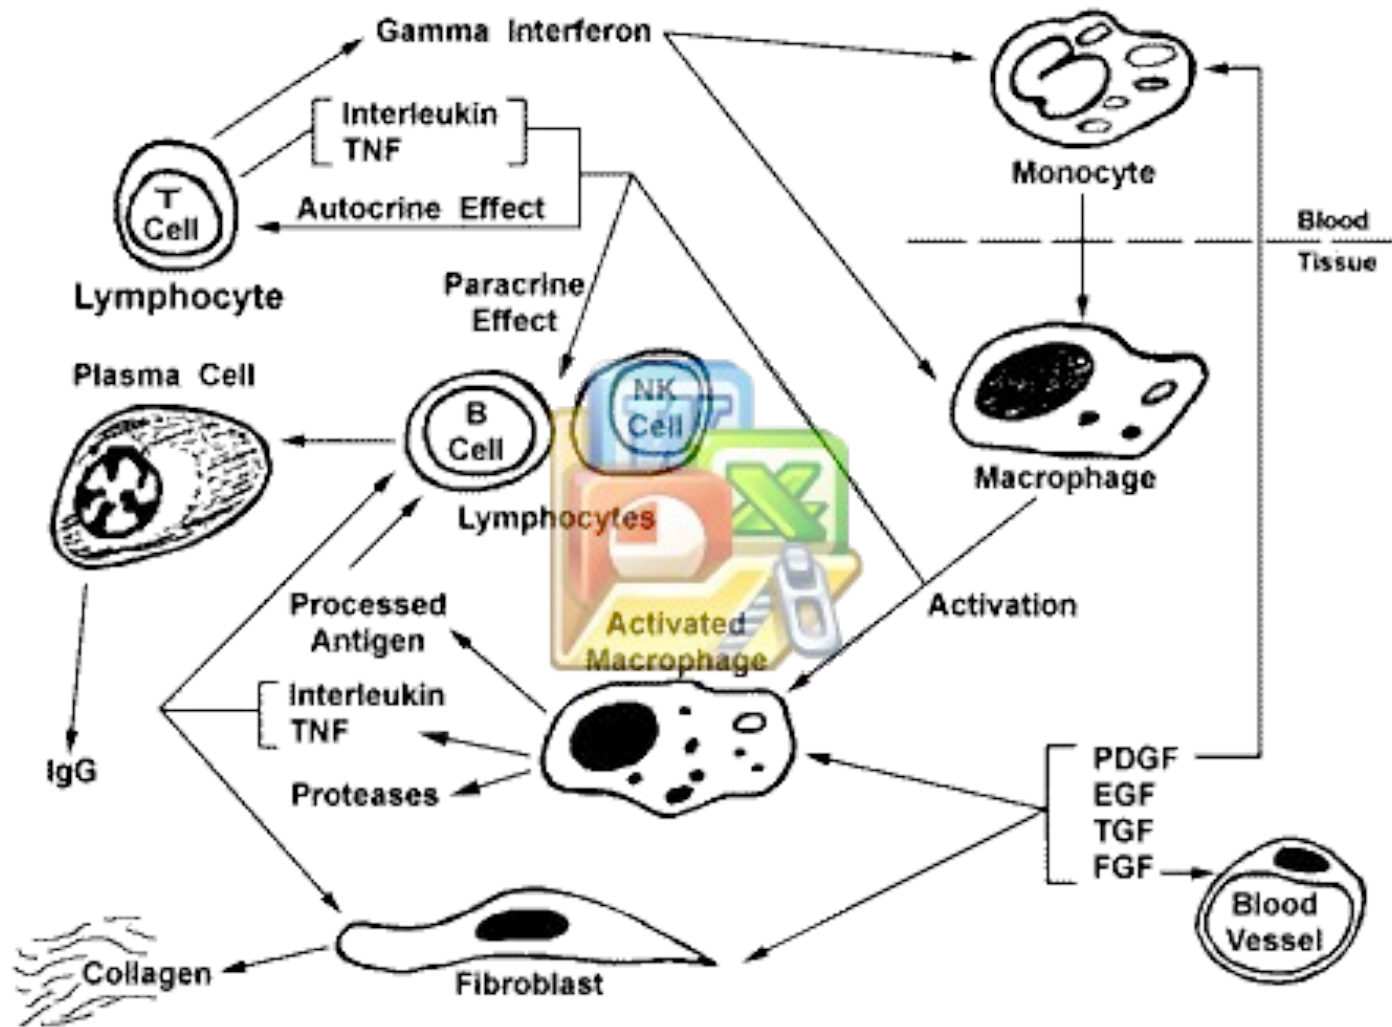 Gamma Interferon
Interleukin
TNF
T
Cell
Autocrine Effect
Lymphocyte
Monocyte
Blood
Tissue
Paracrine
Effect
Plasma Cell
B
Cell
NK
Cell
Lymphocytes
Macrophage
Processed
Antigen
Activated
Macrophage
Activation
Interleukin
TNF
Proteases
IgG
PDGF
EGF
TGF
FGF
Blood
Vessel
Collagen
Fibroblast